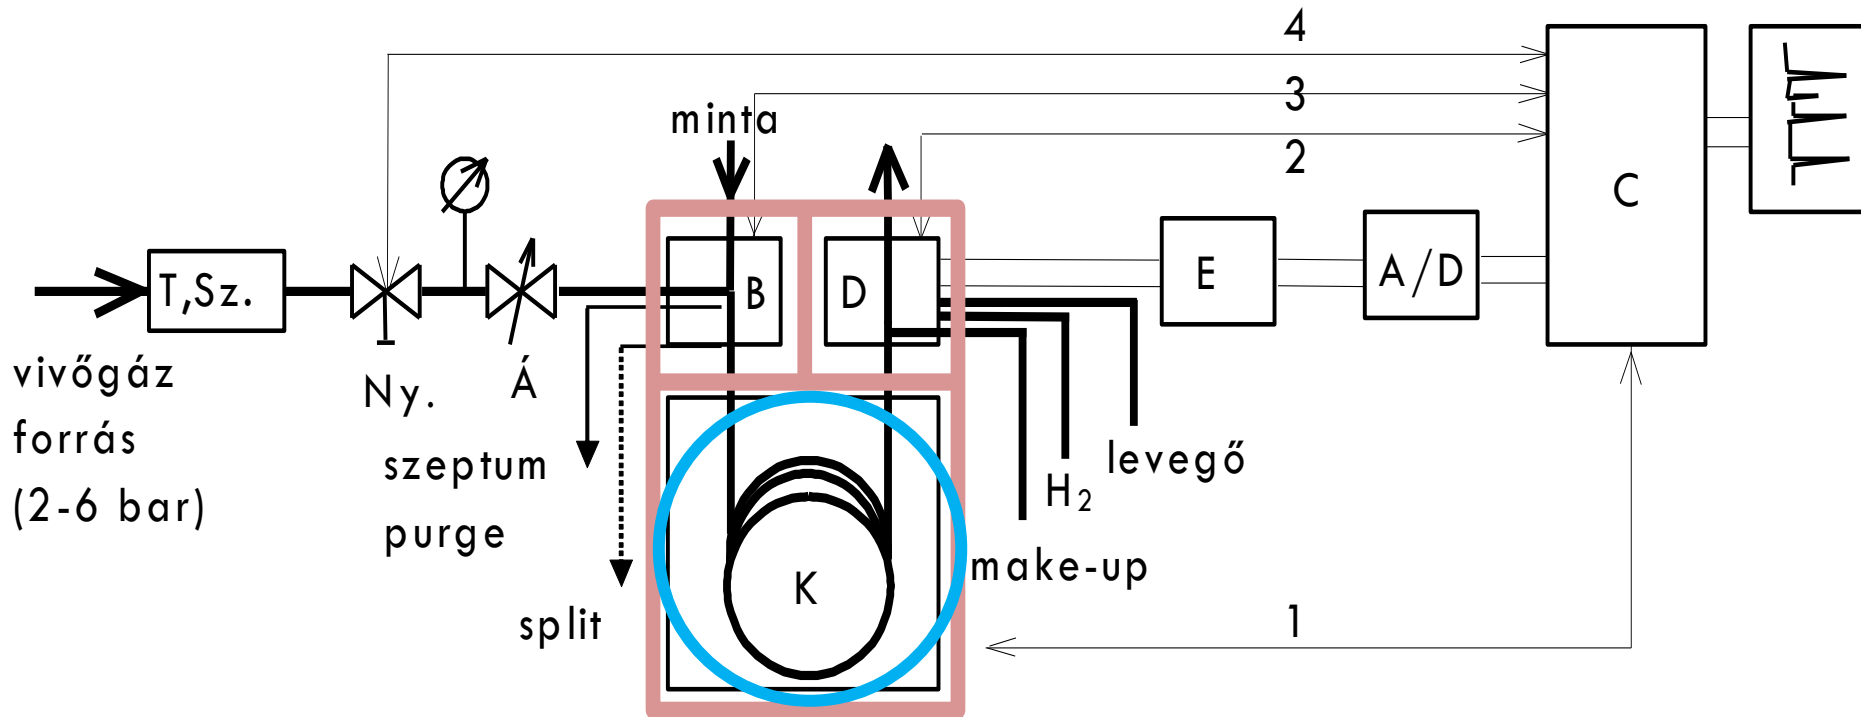 4
3
2
minta
C
T,Sz.
B
D
E
A/D
vivőgáz
forrás
(2-6 bar)
Ny.
Á
szeptum
purge
split
K
levegő
H₂
make-up
1